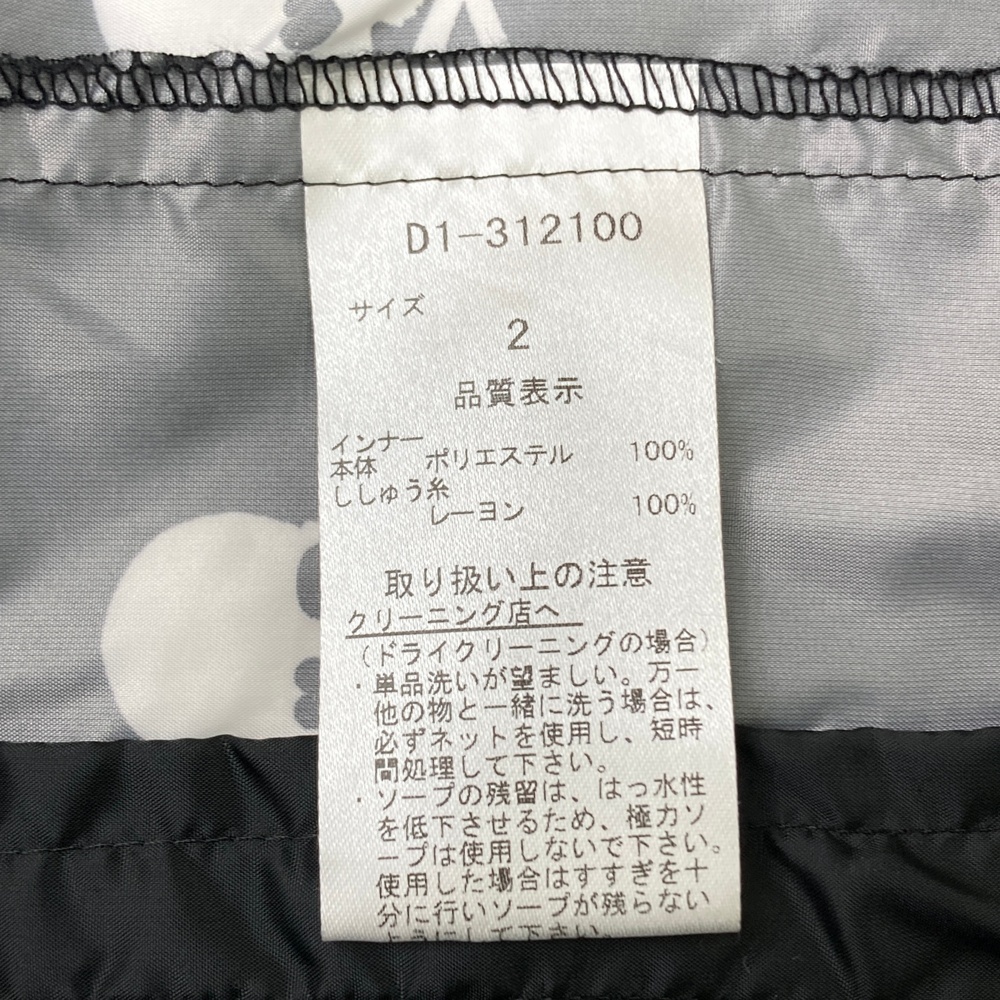 D1-312100
サイズ
2
品質表示
インナー
本体 ポリエステル 100%
ししゅう糸
レーヨン 100%
取り扱い上の注意
クリーニング店へ
(ドライクリーニングの場合)
・単品洗いが望ましい。万一
他の物と一緒に洗う場合は、
必ずネットを使用し、短時
間処理して下さい。
・ソープの残留は、はっ水性
を低下させるため、極力ソ
ープは使用しないで下さい。
使用した場合はすすぎを十
分に行いソープが残らない
ようにして下さい。